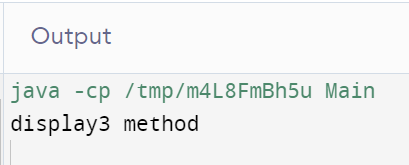 Output
java -cp /tmp/m4L8FmBh5u Main
display3 method